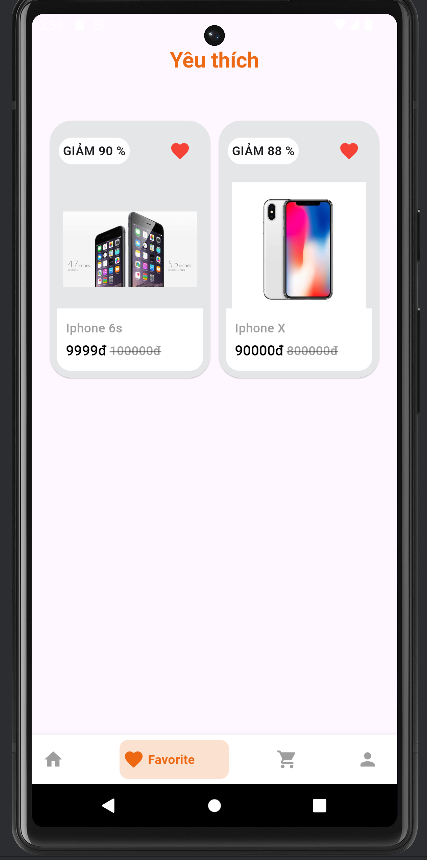 Yêu thích
GIẢM 90 %
GIẢM 88 %
Iphone 6s
9999đ 100000đ
Iphone X
90000đ 800000đ
Favorite